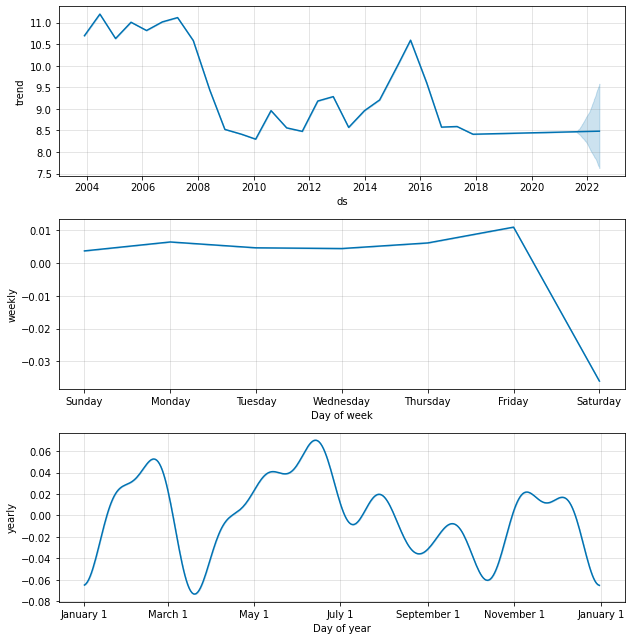 11.0
10.5
10.0
9.5
9.0
8.5
8.0
7.5
trend
2004 2006 2008 2010 2012 2014 2016 2018 2020 2022
ds
0.01
0.00
−0.01
−0.02
−0.03
weekly
Sunday Monday Tuesday Wednesday Thursday Friday Saturday
Day of week
0.06
0.04
0.02
0.00
−0.02
−0.04
−0.06
−0.08
yearly
January 1 March 1 May 1 July 1 September 1 November 1 January 1
Day of year